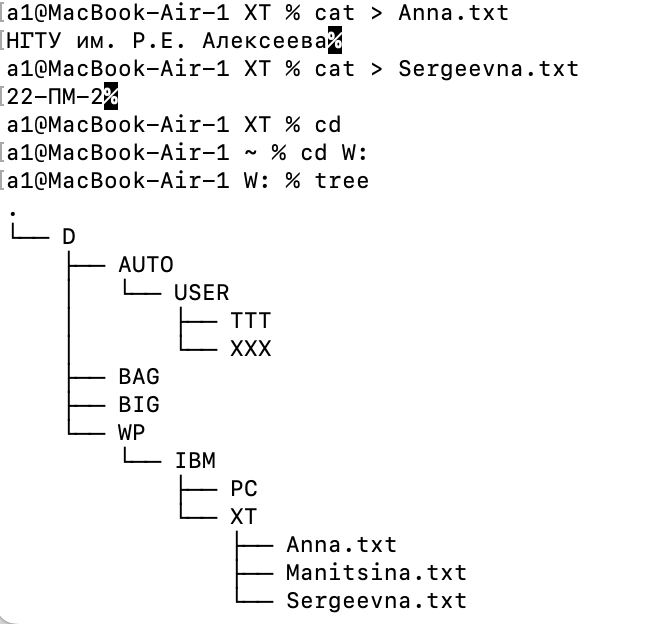 a1@MacBook-Air-1 XT % cat > Anna.txt
НГТУ им. Р.Е. Алексеева%
a1@MacBook-Air-1 XT % cat > Sergeevna.txt
22-ПМ-2%
a1@MacBook-Air-1 XT % cd
a1@MacBook-Air-1 ~ % cd W:
a1@MacBook-Air-1 W: % tree
.
└── D
    ├── AUTO
    │   └── USER
    │       ├── TTT
    │       └── XXX
    ├── BAG
    ├── BIG
    └── WP
        └── IBM
            ├── PC
            └── XT
                ├── Anna.txt
                ├── Manitsina.txt
                └── Sergeevna.txt